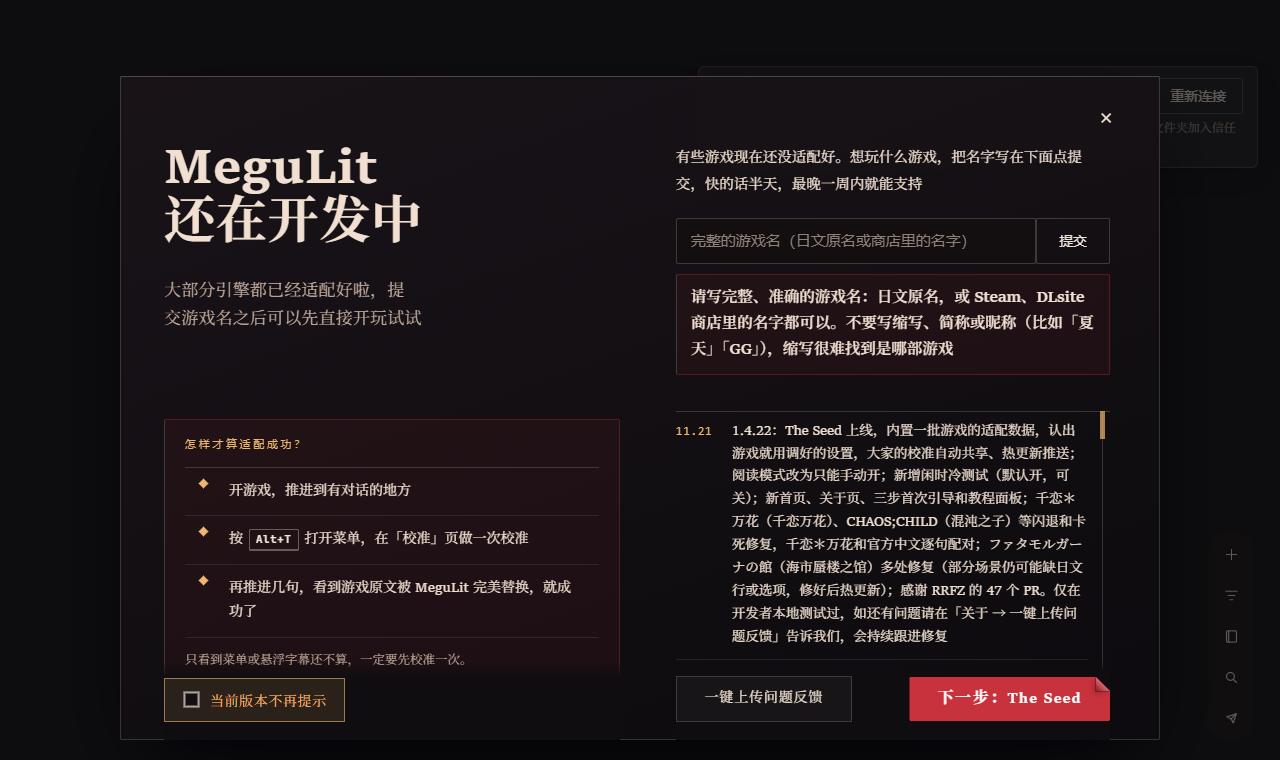 重新连接
文件夹加入信任
MeguLit
还在开发中
大部分引擎都已经适配好啦，提
交游戏名之后可以先直接开玩试试
怎样才算适配成功？
开游戏，推进到有对话的地方
按 Alt+T 打开菜单，在「校准」页做一次校准
再推进几句，看到游戏原文被 MeguLit 完美替换，就成
功了
只看到菜单或悬浮字幕还不算，一定要先校准一次。
当前版本不再提示
有些游戏现在还没适配好。想玩什么游戏，把名字写在下面点提
交，快的话半天，最晚一周内就能支持
完整的游戏名（日文原名或商店里的名字）
提交
请写完整、准确的游戏名：日文原名，或 Steam、DLsite
商店里的名字都可以。不要写缩写、简称或昵称（比如「夏
天」「GG」），缩写很难找到是哪部游戏
11.21 1.4.22：The Seed 上线，内置一批游戏的适配数据，认出
游戏就用调好的设置，大家的校准自动共享、热更新推送；
阅读模式改为只能手动开；新增闲时冷测试（默认开，可
关）；新首页、关于页、三步首次引导和教程面板；千恋＊
万花（千恋万花）、CHAOS;CHILD（混沌之子）等闪退和卡
死修复，千恋＊万花和官方中文逐句配对；ファタモルガー
ナの館（海市蜃楼之馆）多处修复（部分场景仍可能缺日文
行或选项，修好后热更新）；感谢 RRFZ 的 47 个 PR。仅在
开发者本地测试过，如还有问题请在「关于 → 一键上传问
题反馈」告诉我们，会持续跟进修复
一键上传问题反馈
下一步：The Seed